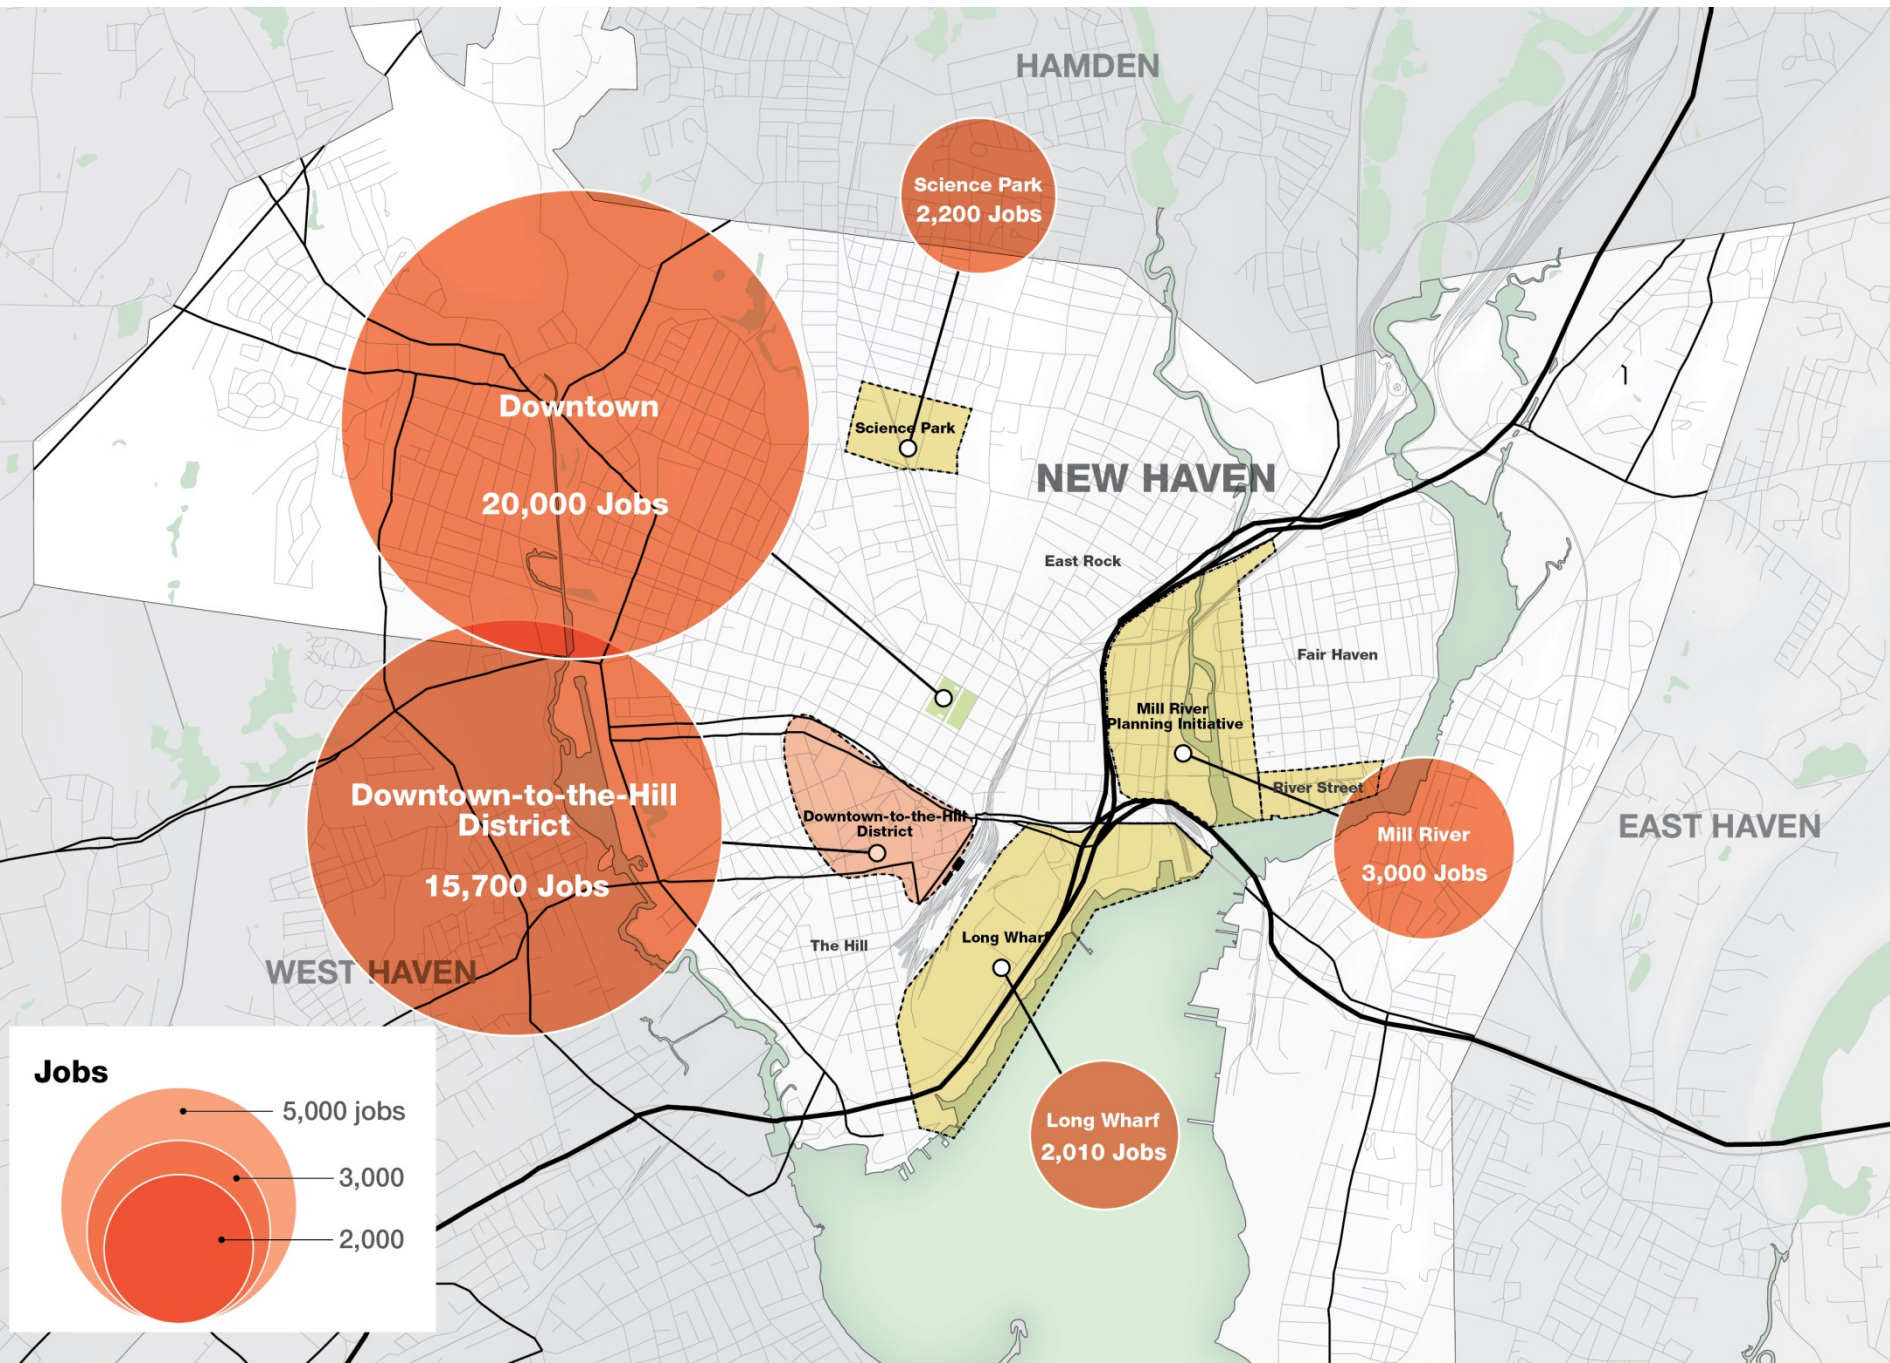 HAMDEN
Science Park
2,200 Jobs
Downtown
20,000 Jobs
Science Park
NEW HAVEN
East Rock
Fair Haven
Mill River
Planning Initiative
River Street
Downtown-to-the-Hill
District
15,700 Jobs
Downtown-to-the-Hill
District
Mill River
3,000 Jobs
EAST HAVEN
The Hill
Long Wharf
WEST HAVEN
Long Wharf
2,010 Jobs
Jobs
5,000 jobs
3,000
2,000